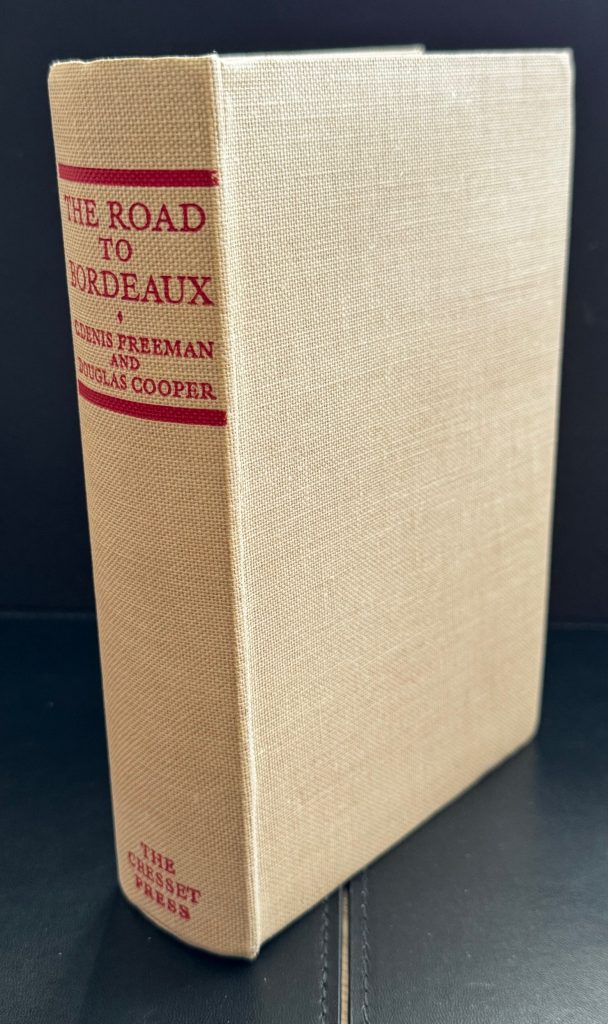 THE ROAD
TO
BORDEAUX
C. DENIS FREEMAN
AND
DOUGLAS COOPER
THE
CRESSET
PRESS